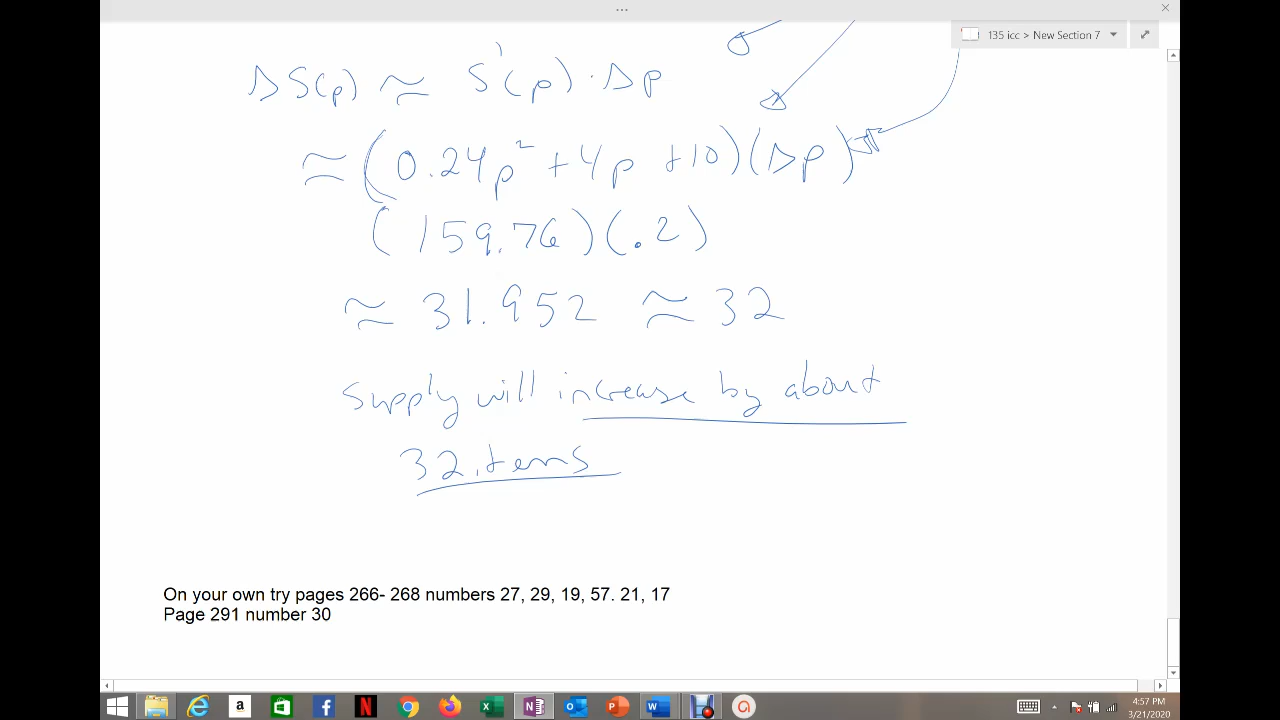 135 icc > New Section 7
Δ S(p) ≈ S'(p) · Δp
≈ (0.24p² + 4p + 10)(Δp)
(159.76)(.2)
≈ 31.952 ≈ 32
supply will increase by about
32 items
On your own try pages 266- 268 numbers 27, 29, 19, 57. 21, 17
Page 291 number 30
4:57 PM
3/21/2020